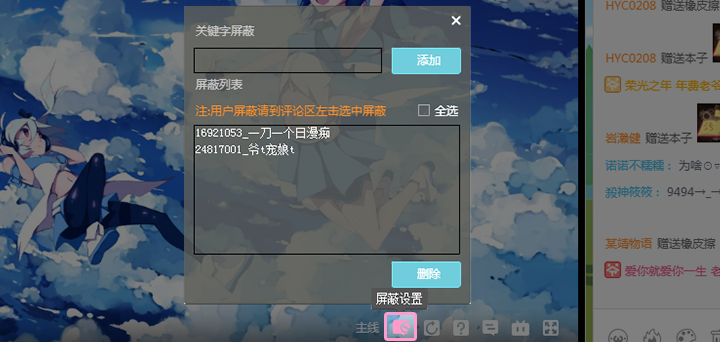 关键字屏蔽
添加
屏蔽列表
注:用户屏蔽请到评论区左击选中屏蔽
全选
16921053_一刀一个日漫痴
24817001_爷t宠娘t
删除
屏蔽设置
主线
HYC0208 赠送橡皮擦
HYC0208 赠送本子
荣光之年 年费老爷
岩濑健 赠送本子
诺诺不糯糯： 为啥
殺神筱筱： 9494→_→
某靖物语 赠送橡皮擦
爱你就爱你一生 老